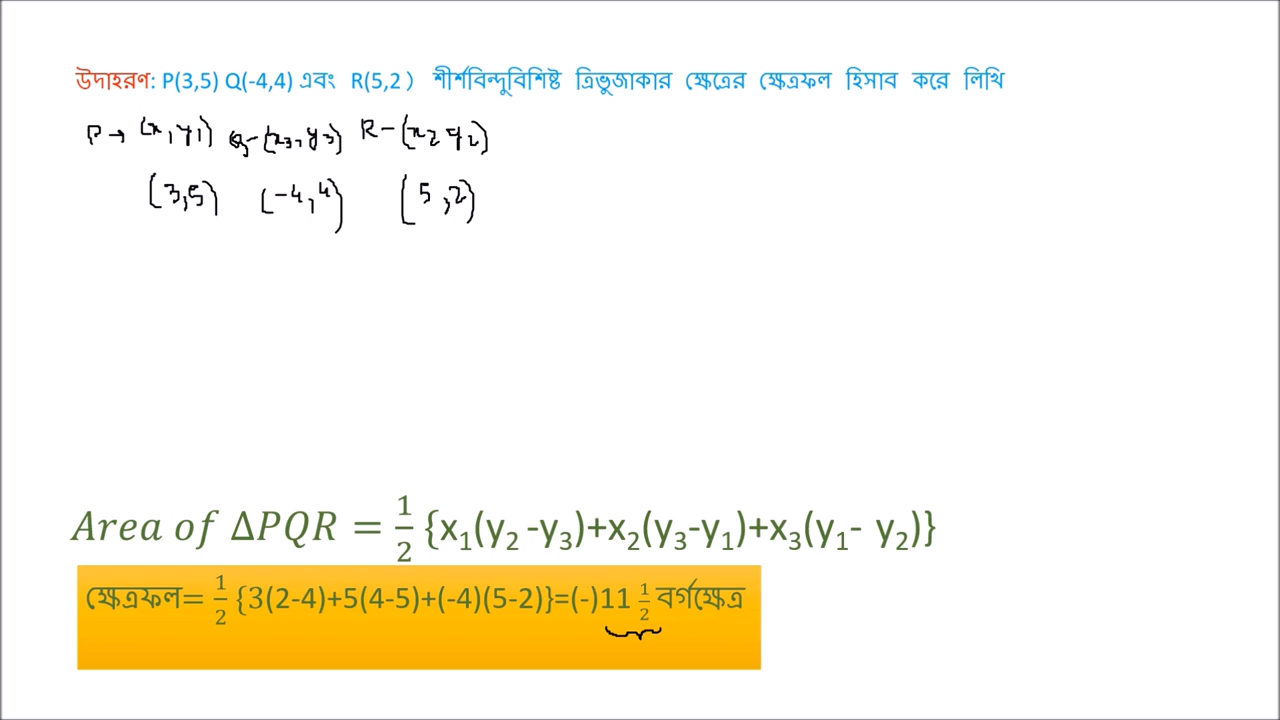 উদাহরণ: P(3,5) Q(-4,4) এবং R(5,2) শীর্শবিন্দুবিশিষ্ট ত্রিভুজাকার ক্ষেত্রের ক্ষেত্রফল হিসাব করে লিখি
P → (x, y1) Q-(x3, y3) R-(x2 y2)
(3,5) (-4,4) (5,2)
Area of ΔPQR = 1/2 {x₁(y₂ -y₃)+x₂(y₃-y₁)+x₃(y₁- y₂)}
ক্ষেত্রফল= 1/2 {3(2-4)+5(4-5)+(-4)(5-2)}=(-)11 1/2 বর্গক্ষেত্র